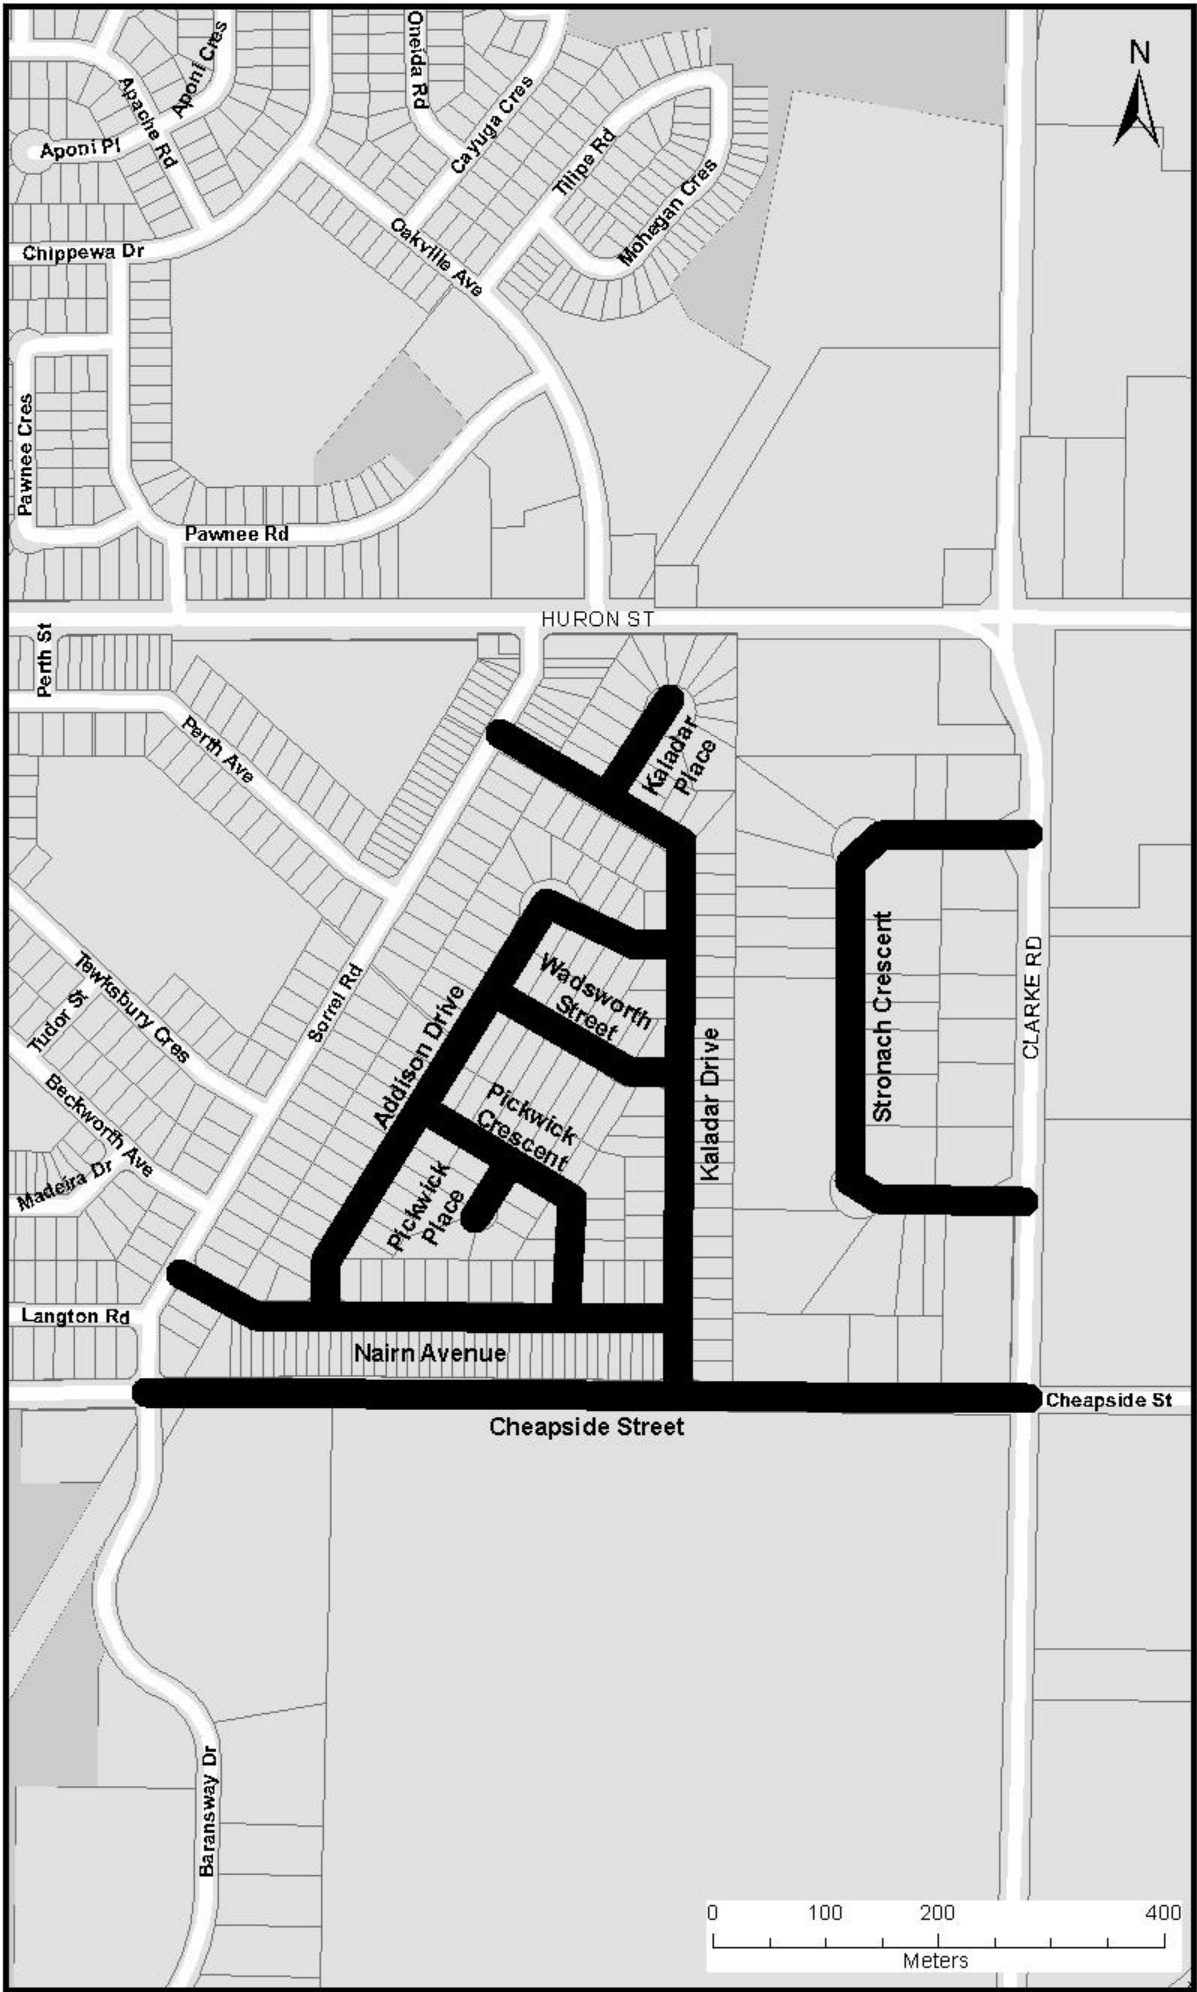 Oneida Rd
Aponi Cres
N
Apache Rd
Cayuga Cres
Aponi Pl
Tilipe Rd
Mohegan Cres
Oakville Ave
Chippewa Dr
Pawnee Cres
Pawnee Rd
HURON ST
Perth St
Perth Ave
Kaladar
Place
Stronach Crescent
CLARKE RD
Wadsworth
Street
Tewksbury Cres
Sorrel Rd
Addison Drive
Tudor St
Kaladar Drive
Beckworth Ave
Pickwick
Crescent
Madeira Dr
Pickwick
Place
Langton Rd
Nairn Avenue
Cheapside St
Cheapside Street
Baransway Dr
0 100 200 400
Meters